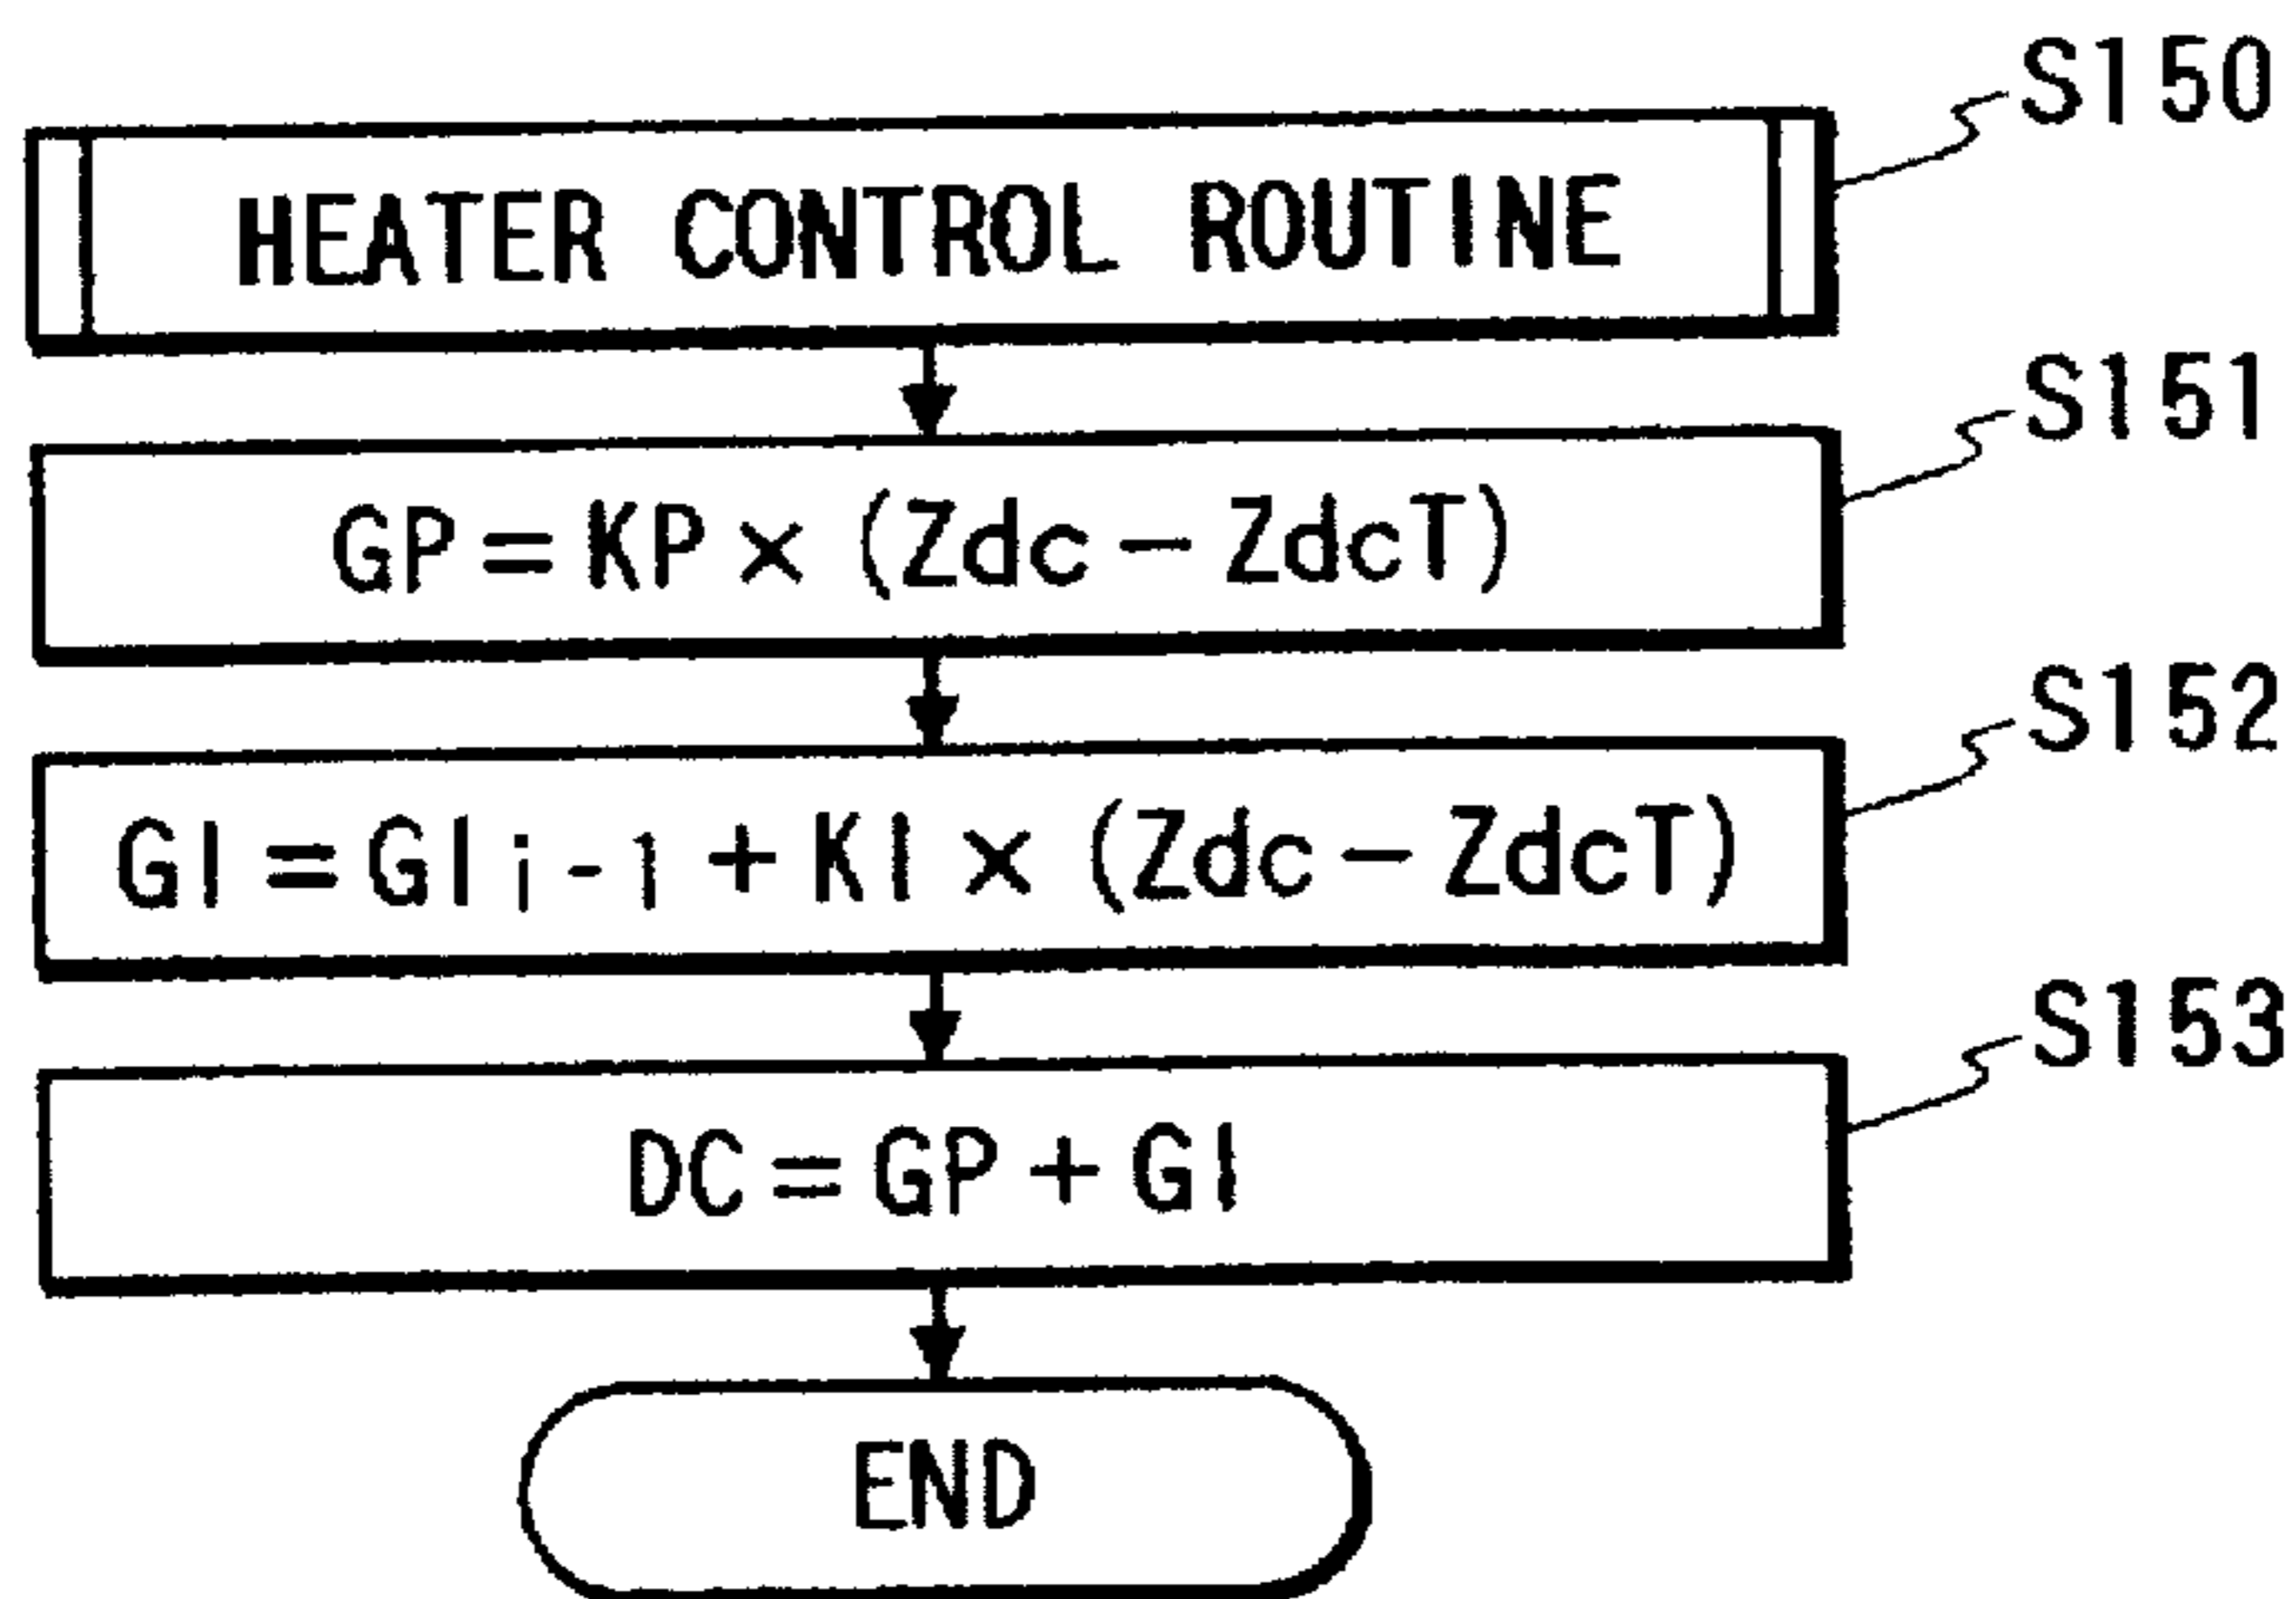 S150
HEATER CONTROL ROUTINE
S151
GP=KP×(Zdc-ZdcT)
S152
GI=GI i-1+KI×(Zdc-ZdcT)
S153
DC=GP+GI
END